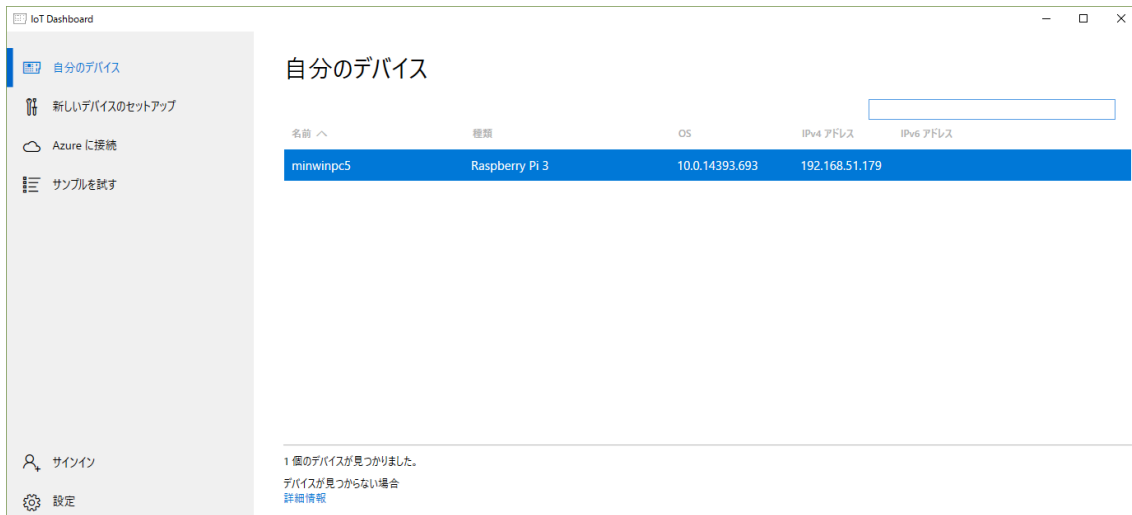 IoT Dashboard
自分のデバイス
新しいデバイスのセットアップ
Azure に接続
サンプルを試す
サインイン
設定
自分のデバイス
名前 種類 OS IPv4 アドレス IPv6 アドレス
minwinpc5 Raspberry Pi 3 10.0.14393.693 192.168.51.179
1 個のデバイスが見つかりました。
デバイスが見つからない場合
詳細情報